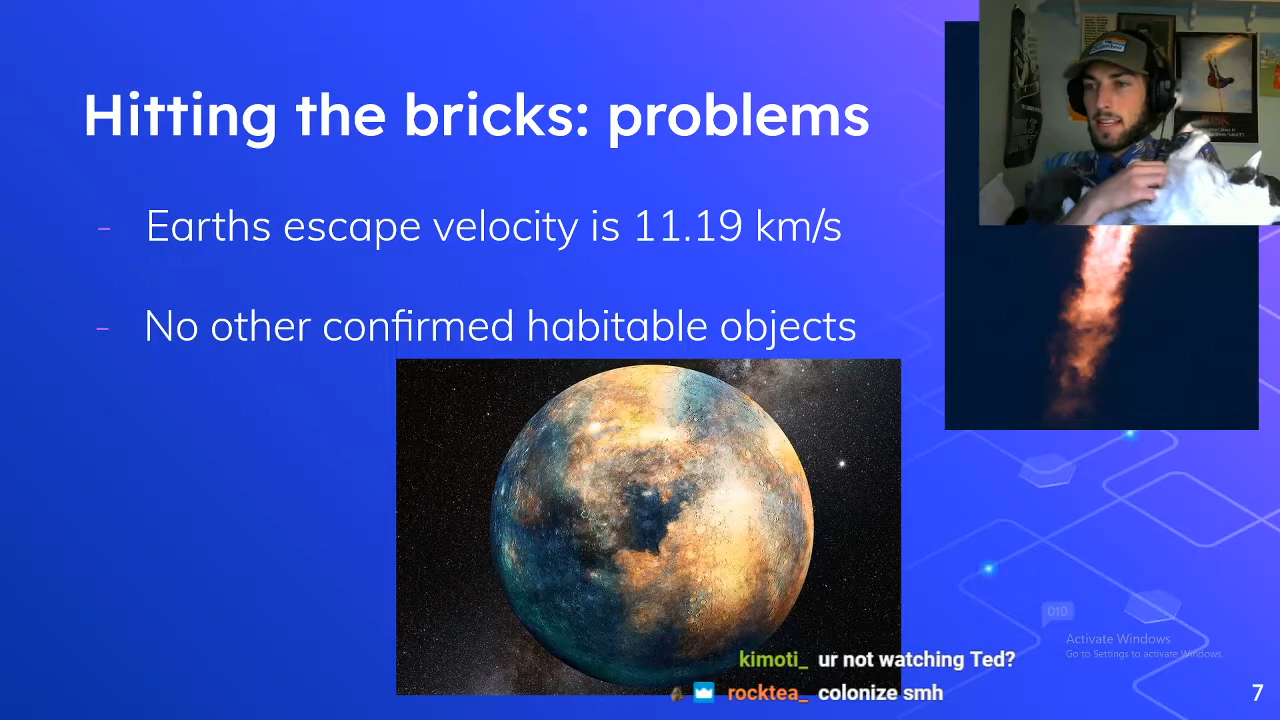 Hitting the bricks: problems
- Earths escape velocity is 11.19 km/s
- No other confirmed habitable objects
010
Activate Windows
Go to Settings to activate Windows.
kimoti_ ur not watching Ted?
rocktea_ colonize smh
7